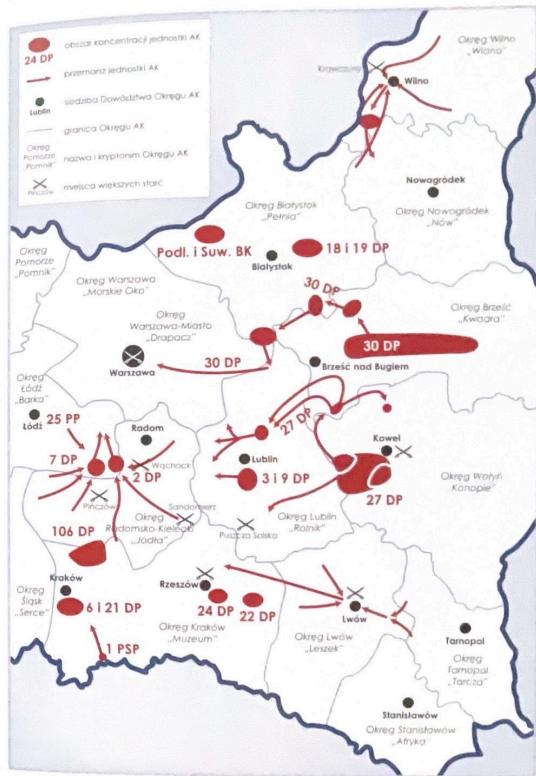 24 DP
obszar koncentracji jednostki AK
przemarsz jednostki AK
Lublin
siedziba Dowództwa Okręgu AK
granica Okręgu AK
Okręg
Pomorze
"Pomnik"
nazwa i kryptonim Okręgu AK
Pińczów
miejsca większych starć
Okręg Wilno
„Wiano"
Krawczuny
Wilno
Nowogródek
Okręg Nowogródek
„Nów"
Okręg Białystok
„Pełnia"
Podl. i Suw. BK
18 i 19 DP
Białystok
Okręg
Pomorze
„Pomnik"
Okręg Warszawa
„Morskie Oko"
Okręg
Warszawa-Miasto
„Drapacz"
30 DP
Okręg Brześć
„Kwadra"
30 DP
30 DP
Warszawa
Brześć nad Bugiem
Okręg
Łódź
„Barka"
Łódź
25 PP
Radom
27 DP
Kowel
7 DP
2 DP
Wąchock
Lublin
3 i 9 DP
27 DP
Okręg Wołyń
Konopie"
Pińczów
Sandomierz
Okręg
Radomsko-Kielecki
„Jodła"
Okręg Lublin
„Rolnik"
Puszcza Solska
106 DP
Okręg
Śląsk
„Serce"
Kraków
6 i 21 DP
Rzeszów
24 DP
22 DP
Okręg Kraków
„Muzeum"
1 PSP
Lwów
Okręg Lwów
„Leszek"
Tarnopol
Okręg
Tarnopol
„Tarcza"
Stanisławów
Okręg Stanisławów
„Afryka"